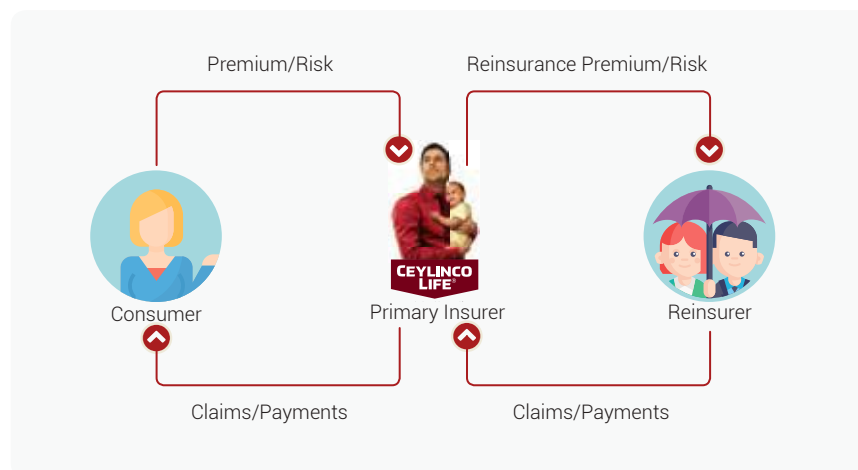 Premium/Risk
Reinsurance Premium/Risk
CEYLINCO
LIFE®
Consumer
Primary Insurer
Reinsurer
Claims/Payments
Claims/Payments